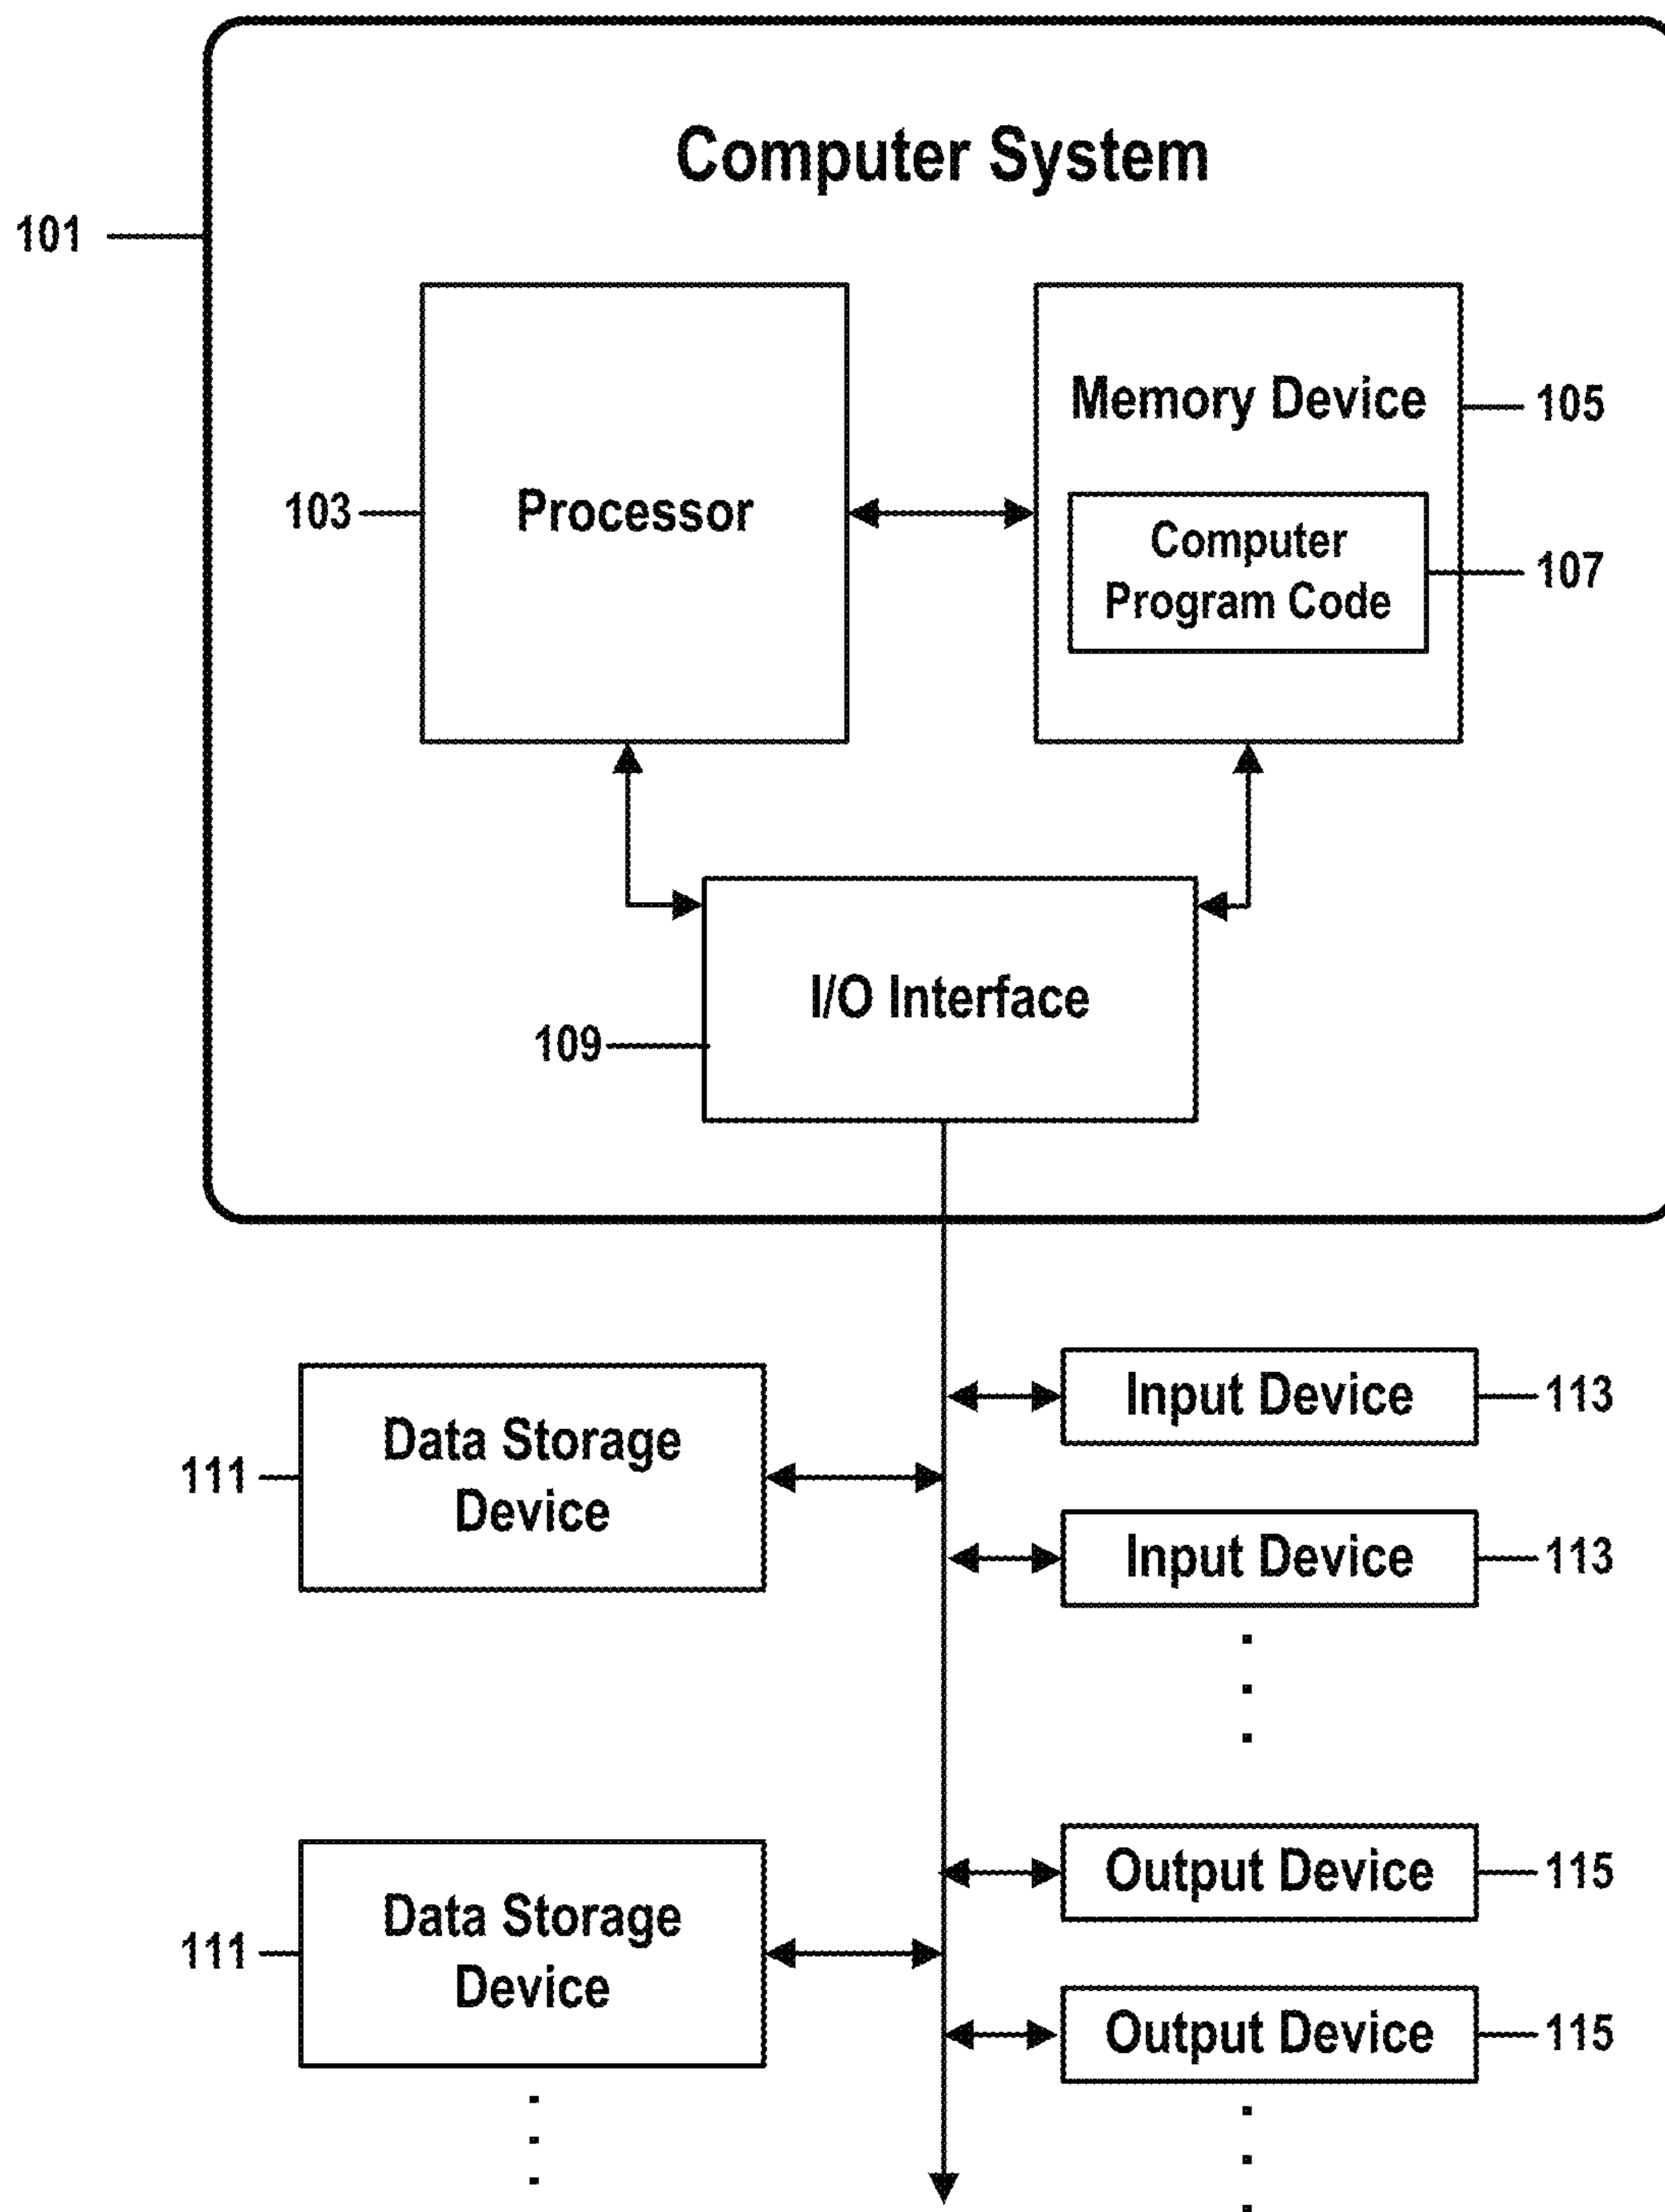 Computer System
101
Memory Device
105
103
Processor
Computer
Program Code
107
I/O Interface
109
Input Device
113
Data Storage
Device
111
Input Device
113
Output Device
115
Data Storage
Device
111
Output Device
115